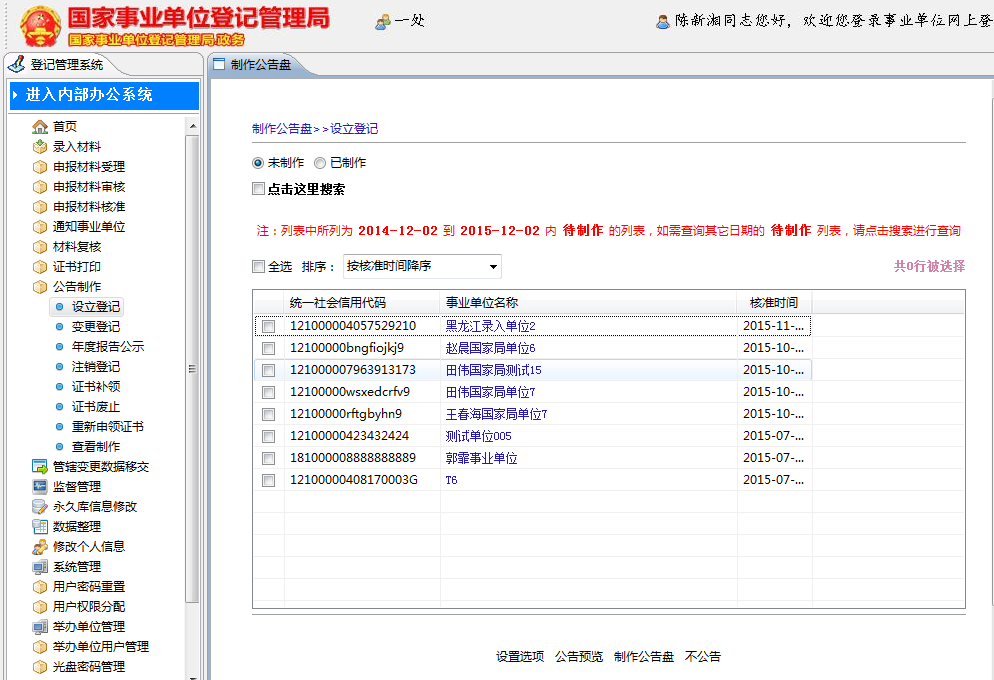 国家事业单位登记管理局
国家事业单位登记管理局.政务
一处
陈新湘同志您好，欢迎您登录事业单位网上登
登记管理系统
制作公告盘
进入内部办公系统
首页
录入材料
申报材料受理
申报材料审核
申报材料核准
通知事业单位
材料复核
证书打印
公告制作
设立登记
变更登记
年度报告公示
注销登记
证书补领
证书废止
重新申领证书
查看制作
管辖变更数据移交
监督管理
永久库信息修改
数据整理
修改个人信息
系统管理
用户密码重置
用户权限分配
举办单位管理
举办单位用户管理
光盘密码管理
制作公告盘>>设立登记
未制作 已制作
点击这里搜索
注：列表中所列为 2014-12-02 到 2015-12-02 内 待制作 的列表，如需查询其它日期的 待制作 列表，请点击搜索进行查询
全选 排序： 按核准时间降序 共0行被选择
统一社会信用代码 事业单位名称 核准时间
121000004057529210 黑龙江录入单位2 2015-11-...
12100000bngfiojkj9 赵晨国家局单位6 2015-10-...
121000007963913173 田伟国家局测试15 2015-10-...
12100000wsxedcrfv9 田伟国家局单位7 2015-10-...
12100000rftgbyhn9 王春海国家局单位7 2015-10-...
12100000423432424 测试单位005 2015-07-...
181000008888888889 郭霏事业单位 2015-07-...
12100000408170003G T6 2015-07-...
设置选项 公告预览 制作公告盘 不公告